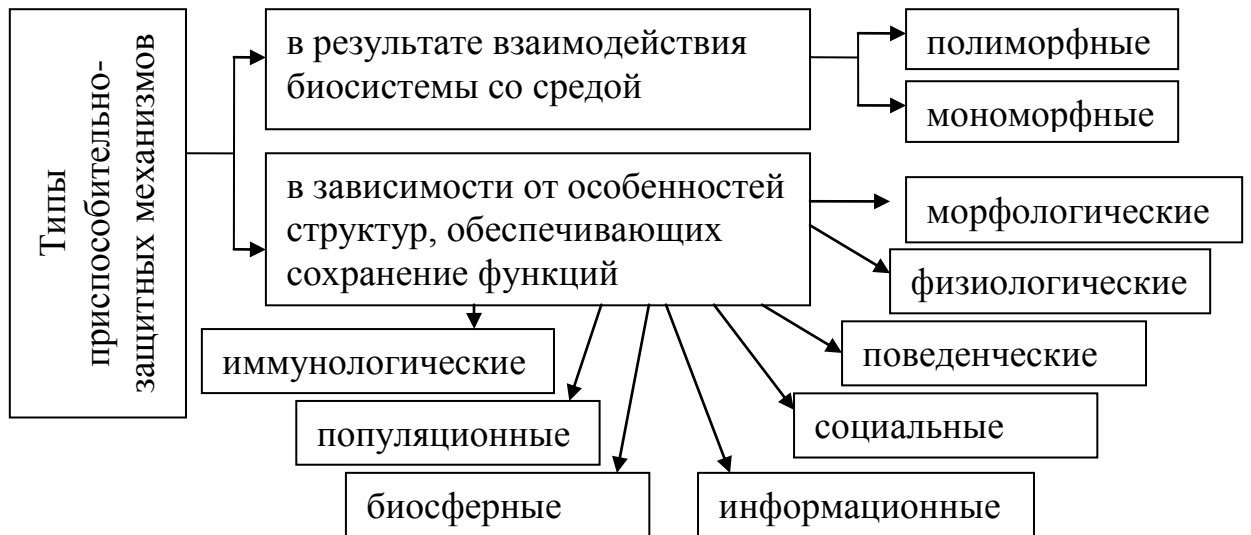 Типы
приспособительно-
защитных механизмов
в результате взаимодействия
биосистемы со средой
полиморфные
мономорфные
в зависимости от особенностей
структур, обеспечивающих
сохранение функций
морфологические
физиологические
поведенческие
социальные
информационные
биосферные
популяционные
иммунологические